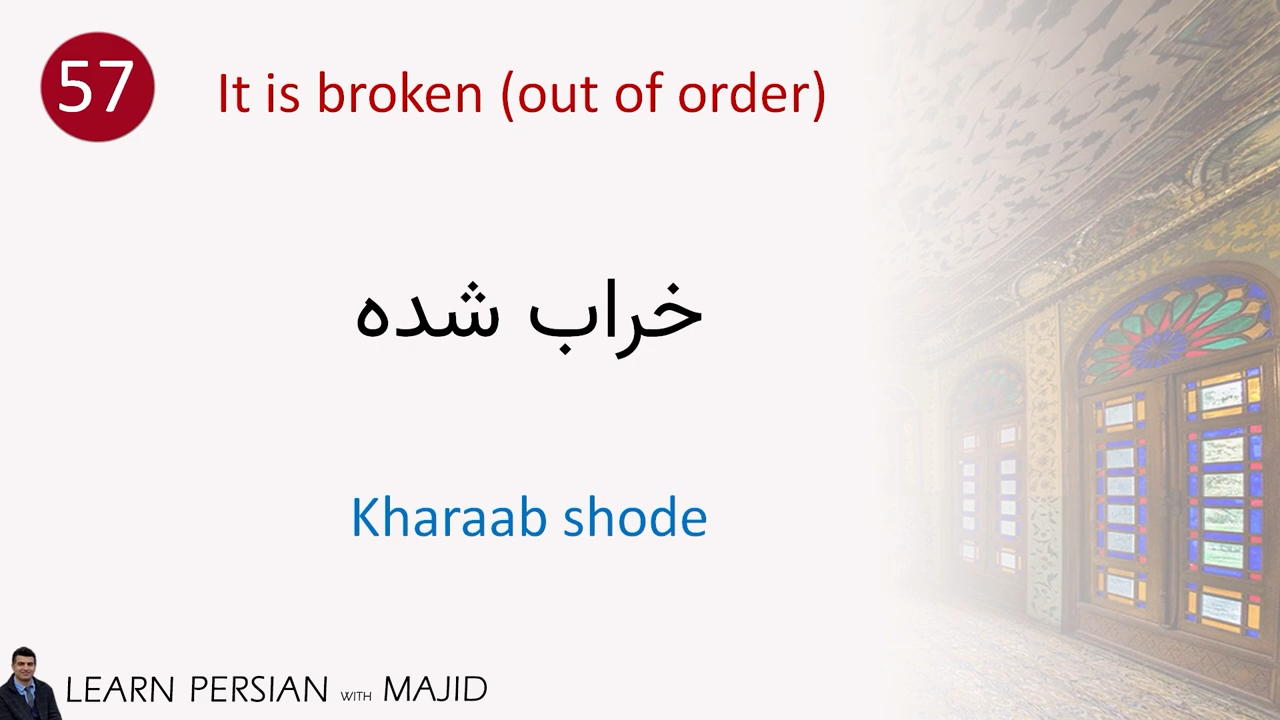 57
It is broken (out of order)
خراب شده
Kharaab shode
LEARN PERSIAN WITH MAJID